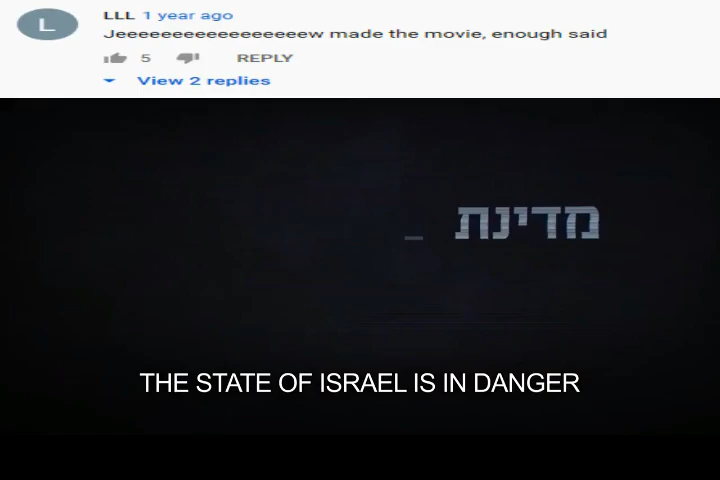 L
LLL 1 year ago
Jeeeeeeeeeeeeeeeeew made the movie, enough said
5 REPLY
View 2 replies
מדינת _
THE STATE OF ISRAEL IS IN DANGER